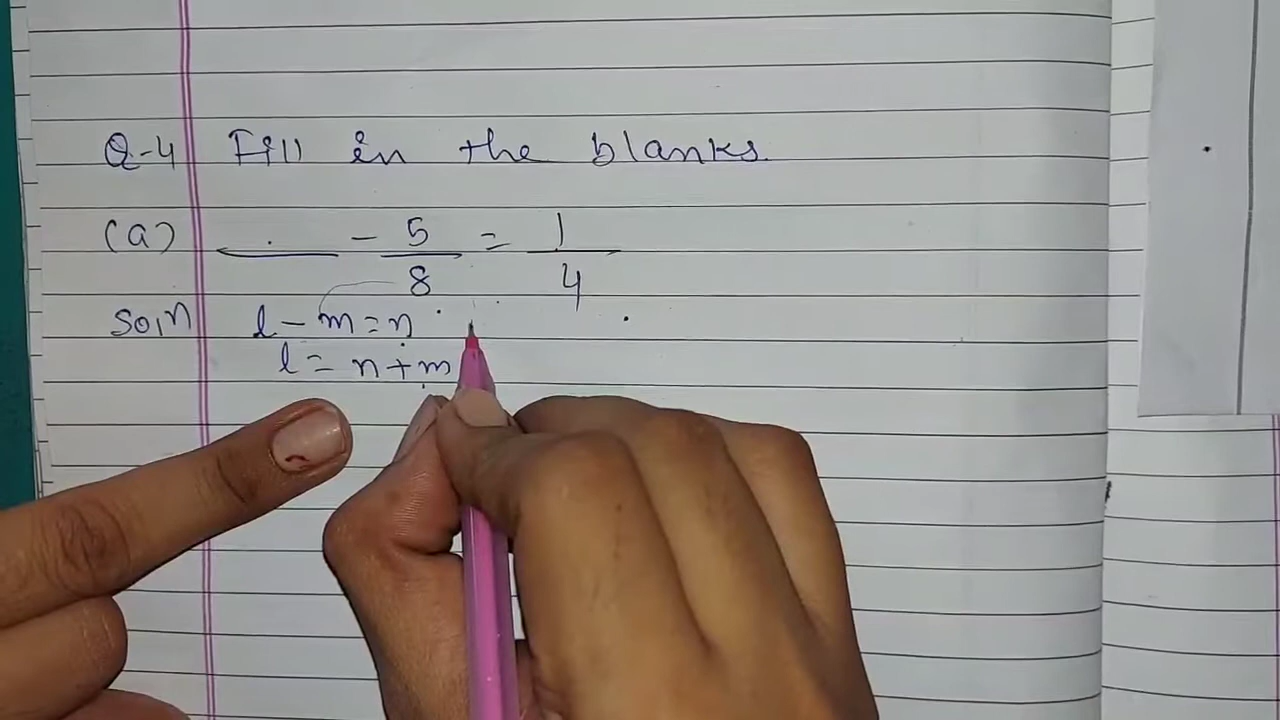 Q-4 Fill in the blanks.
(a) ____ - 5/8 = 1/4
Soln l - m = n
l = n + m